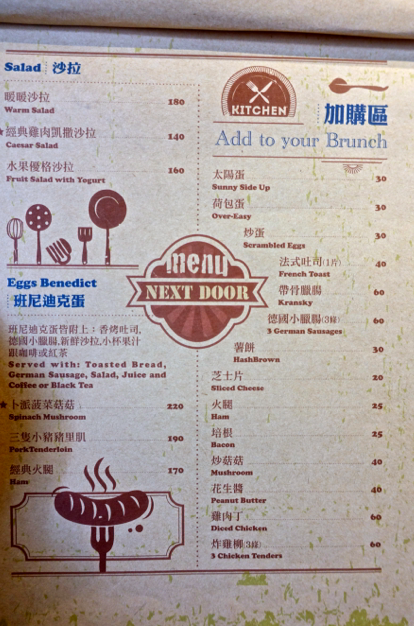 Salad 沙拉
暖暖沙拉 180
Warm Salad
★經典雞肉凱撒沙拉 140
Caesar Salad
水果優格沙拉 160
Fruit Salad with Yogurt
Eggs Benedict
班尼迪克蛋
班尼迪克蛋皆附上：香烤吐司,
德國小臘腸,新鮮沙拉,小杯果汁
跟咖啡或紅茶
Served with: Toasted Bread,
German Sausage, Salad, Juice and
Coffee or Black Tea
★卜派菠菜菇菇 220
Spinach Mushroom
三隻小豬豬里肌 190
PorkTenderloin
經典火腿 170
Ham
menu
NEXT DOOR
KITCHEN
加購區
Add to your Brunch
太陽蛋 30
Sunny Side Up
荷包蛋 30
Over-Easy
炒蛋 30
Scrambled Eggs
法式吐司(1片) 40
French Toast
帶骨臘腸 60
Kransky
德國小臘腸(3條) 60
3 German Sausages
薯餅 30
HashBrown
芝士片 20
Sliced Cheese
火腿 25
Ham
培根 25
Bacon
炒菇菇 40
Mushroom
花生醬 40
Peanut Butter
雞肉丁 60
Diced Chicken
炸雞柳(3條) 60
3 Chicken Tenders